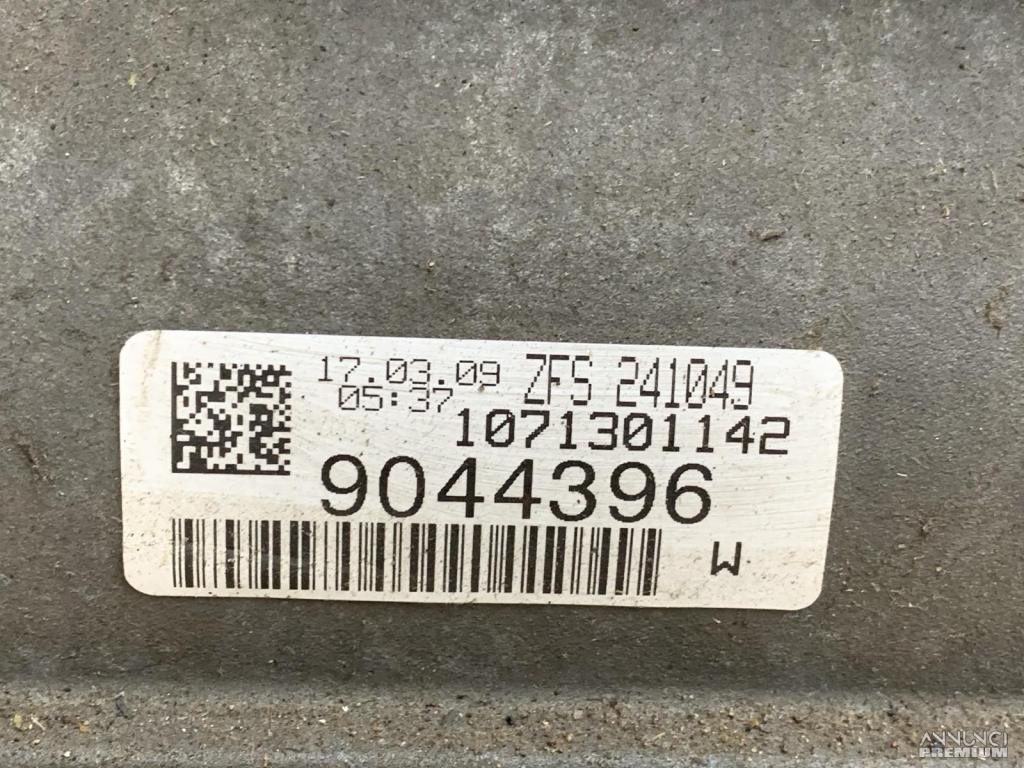 17.03.09 ZFS 241049
05:37
1071301142
9044396
W
ANNUNCI
PREMIUM